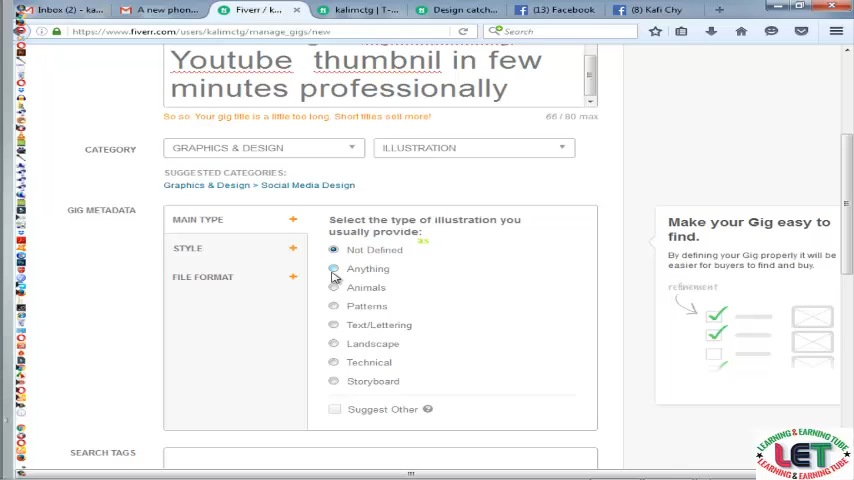 Inbox (2) - ka...
A new phon...
Fiverr / k...
kalimctg | T-...
Design catch...
(13) Facebook
(8) Kafi Chy
https://www.fiverr.com/users/kalimctg/manage_gigs/new
Search
Youtube thumbnil in few
minutes professionally
So so. Your gig title is a little too long. Short titles sell more!
66 / 80 max
CATEGORY
GRAPHICS & DESIGN
ILLUSTRATION
SUGGESTED CATEGORIES:
Graphics & Design > Social Media Design
GIG METADATA
MAIN TYPE +
STYLE +
FILE FORMAT +
Select the type of illustration you
usually provide:
as
Not Defined
Anything
Animals
Patterns
Text/Lettering
Landscape
Technical
Storyboard
Suggest Other ?
Make your Gig easy to
find.
By defining your Gig properly it will be
easier for buyers to find and buy.
refinement
SEARCH TAGS
LEARNING & EARNING TUBE
LET
LEARNING & EARNING TUBE